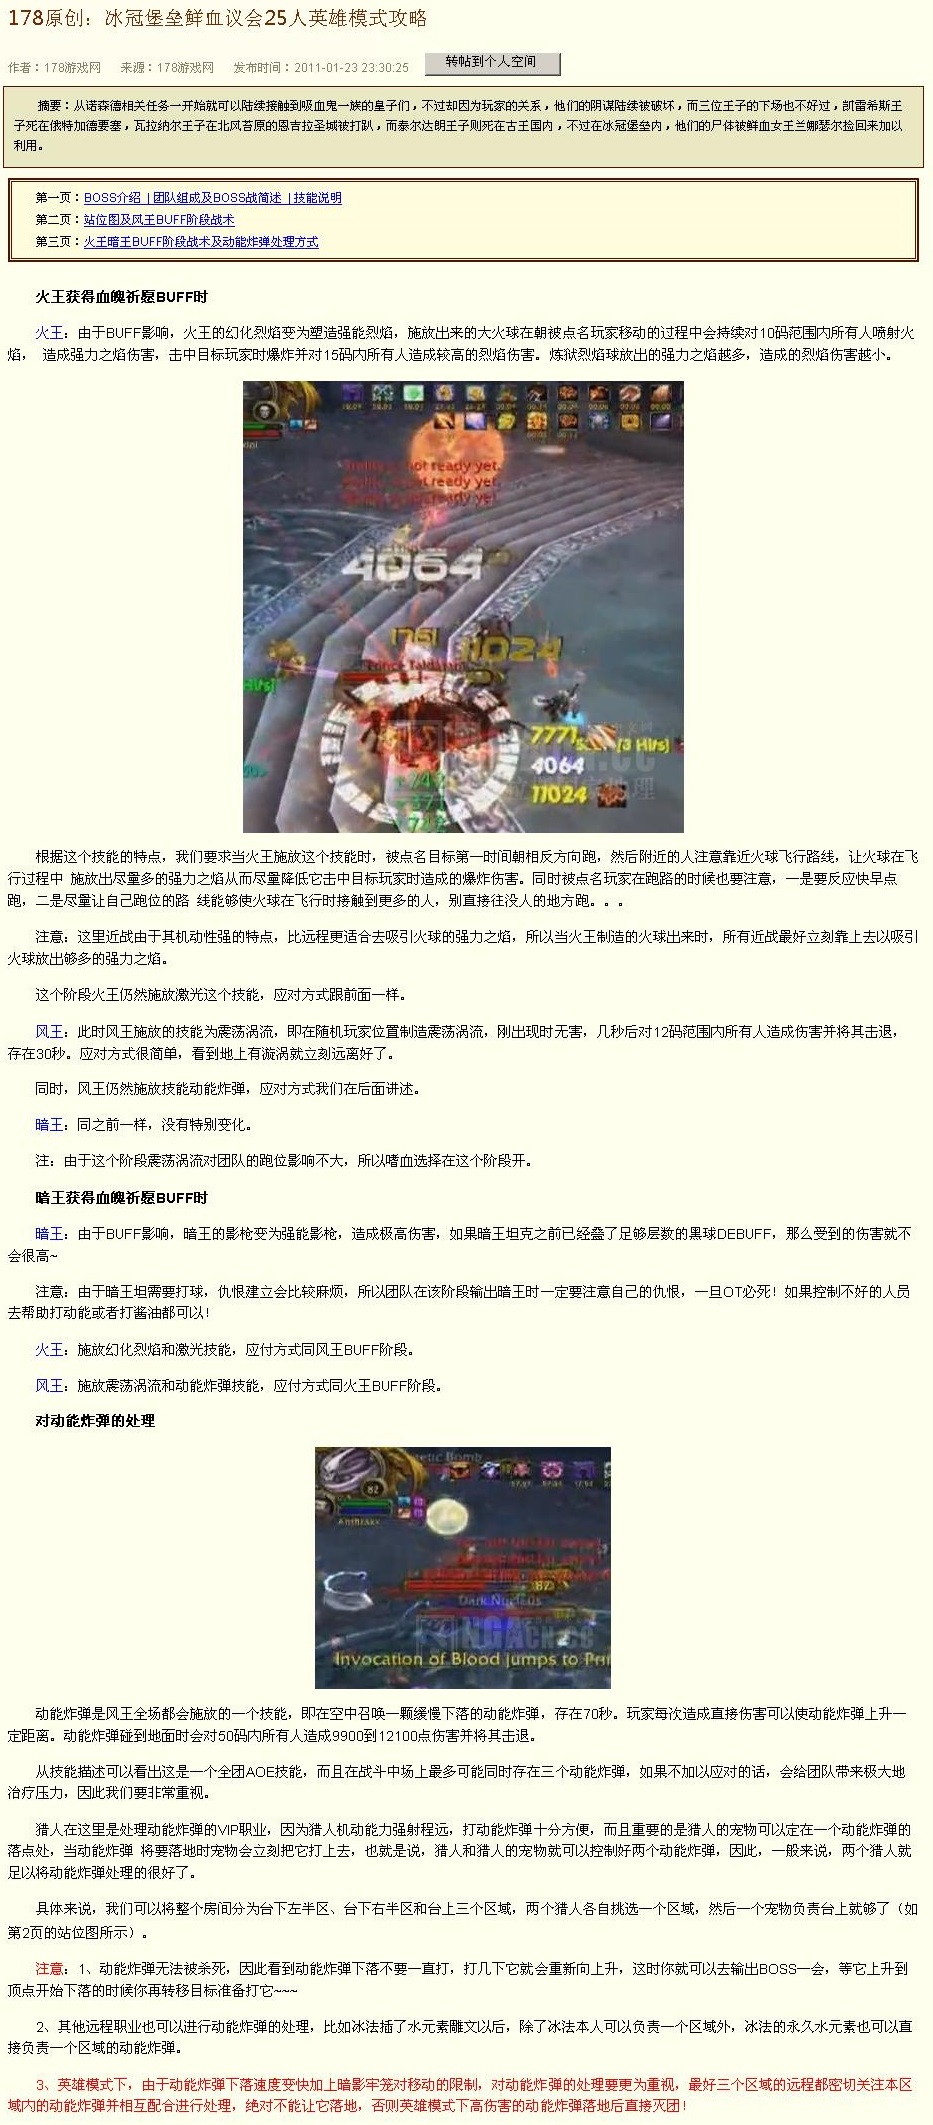 178原创：冰冠堡垒鲜血议会25人英雄模式攻略
作者：178游戏网 来源：178游戏网 发布时间：2011-01-23 23:30:25 转帖到个人空间
摘要：从诺森德相关任务一开始就可以陆续接触到吸血鬼一族的皇子们，不过却因为玩家的关系，他们的阴谋陆续被破坏，而三位王子的下场也不好过，凯雷希斯王
子死在俄特加德要塞，瓦拉纳尔王子在北风苔原的恩吉拉圣城被打趴，而泰尔达朗王子则死在古王国内，不过在冰冠堡垒内，他们的尸体被鲜血女王兰娜瑟尔捡回来加以
利用。
第一页：BOSS介绍 | 团队组成及BOSS战简述 | 技能说明
第二页：站位图及风王BUFF阶段战术
第三页：火王暗王BUFF阶段战术及动能炸弹处理方式
火王获得血魄祈愿BUFF时
火王：由于BUFF影响，火王的幻化烈焰变为塑造强能烈焰，施放出来的大火球在朝被点名玩家移动的过程中会持续对10码范围内所有人喷射火
焰， 造成强力之焰伤害，击中目标玩家时爆炸并对15码内所有人造成较高的烈焰伤害。炼狱烈焰球放出的强力之焰越多，造成的烈焰伤害越小。
not ready yet.
ot ready yet.
not ready yet.
4064
1761
11024
Hits]
7771
[3 Hits]
4064
11024
根据这个技能的特点，我们要求当火王施放这个技能时，被点名目标第一时间朝相反方向跑，然后附近的人注意靠近火球飞行路线，让火球在飞
行过程中 施放出尽量多的强力之焰从而尽量降低它击中目标玩家时造成的爆炸伤害。同时被点名玩家在跑路的时候也要注意，一是要反应快早点
跑，二是尽量让自己跑位的路 线能够使火球在飞行时接触到更多的人，别直接往没人的地方跑。。。
注意：这里近战由于其机动性强的特点，比远程更适合去吸引火球的强力之焰，所以当火王制造的火球出来时，所有近战最好立刻靠上去以吸引
火球放出够多的强力之焰。
这个阶段火王仍然施放激光这个技能，应对方式跟前面一样。
风王：此时风王施放的技能为震荡涡流，即在随机玩家位置制造震荡涡流，刚出现时无害，几秒后对12码范围内所有人造成伤害并将其击退，
存在30秒。应对方式很简单，看到地上有漩涡就立刻远离好了。
同时，风王仍然施放技能动能炸弹，应对方式我们在后面讲述。
暗王：同之前一样，没有特别变化。
注：由于这个阶段震荡涡流对团队的跑位影响不大，所以嗜血选择在这个阶段开。
暗王获得血魄祈愿BUFF时
暗王：由于BUFF影响，暗王的影枪变为强能影枪，造成极高伤害，如果暗王坦克之前已经叠了足够层数的黑球DEBUFF，那么受到的伤害就不
会很高~
注意：由于暗王坦需要打球，仇恨建立会比较麻烦，所以团队在该阶段输出暗王时一定要注意自己的仇恨，一旦OT必死！如果控制不好的人员
去帮助打动能或者打酱油都可以！
火王：施放幻化烈焰和激光技能，应付方式同风王BUFF阶段。
风王：施放震荡涡流和动能炸弹技能，应付方式同火王BUFF阶段。
对动能炸弹的处理
netic Bomb
82
Dark Nucleus
NGACN.CC
Invocation of Blood jumps to Pri
动能炸弹是风王全场都会施放的一个技能，即在空中召唤一颗缓慢下落的动能炸弹，存在70秒。玩家每次造成直接伤害可以使动能炸弹上升一
定距离。动能炸弹碰到地面时会对50码内所有人造成9900到12100点伤害并将其击退。
从技能描述可以看出这是一个全团AOE技能，而且在战斗中场上最多可能同时存在三个动能炸弹，如果不加以应对的话，会给团队带来极大地
治疗压力，因此我们要非常重视。
猎人在这里是处理动能炸弹的VIP职业，因为猎人机动能力强射程远，打动能炸弹十分方便，而且重要的是猎人的宠物可以定在一个动能炸弹的
落点处，当动能炸弹 将要落地时宠物会立刻把它打上去，也就是说，猎人和猎人的宠物就可以控制好两个动能炸弹，因此，一般来说，两个猎人就
足以将动能炸弹处理的很好了。
具体来说，我们可以将整个房间分为台下左半区、台下右半区和台上三个区域，两个猎人各自挑选一个区域，然后一个宠物负责台上就够了（如
第2页的站位图所示）。
注意：1、动能炸弹无法被杀死，因此看到动能炸弹下落不要一直打，打几下它就会重新向上升，这时你就可以去输出BOSS一会，等它上升到
顶点开始下落的时候你再转移目标准备打它~~~
2、其他远程职业也可以进行动能炸弹的处理，比如冰法插了水元素雕文以后，除了冰法本人可以负责一个区域外，冰法的永久水元素也可以直
接负责一个区域的动能炸弹。
3、英雄模式下，由于动能炸弹下落速度变快加上暗影牢笼对移动的限制，对动能炸弹的处理要更为重视，最好三个区域的远程都密切关注本区
域内的动能炸弹并相互配合进行处理，绝对不能让它落地，否则英雄模式下高伤害的动能炸弹落地后直接灭团！